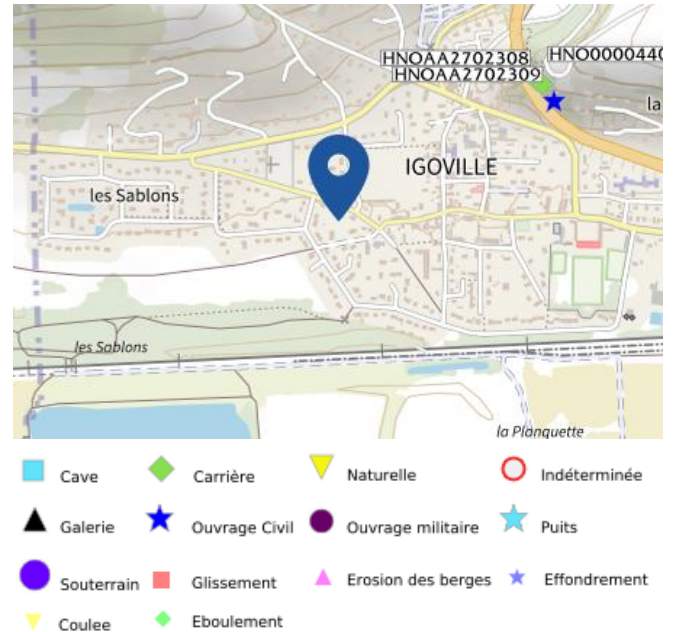 HNOAA2702308
HNO0000440
HNOAA2702309
la
IGOVILLE
les Sablons
les Sablons
la Planquette
Cave
Carrière
Naturelle
Indéterminée
Galerie
Ouvrage Civil
Ouvrage militaire
Puits
Souterrain
Glissement
Erosion des berges
Effondrement
Coulee
Eboulement